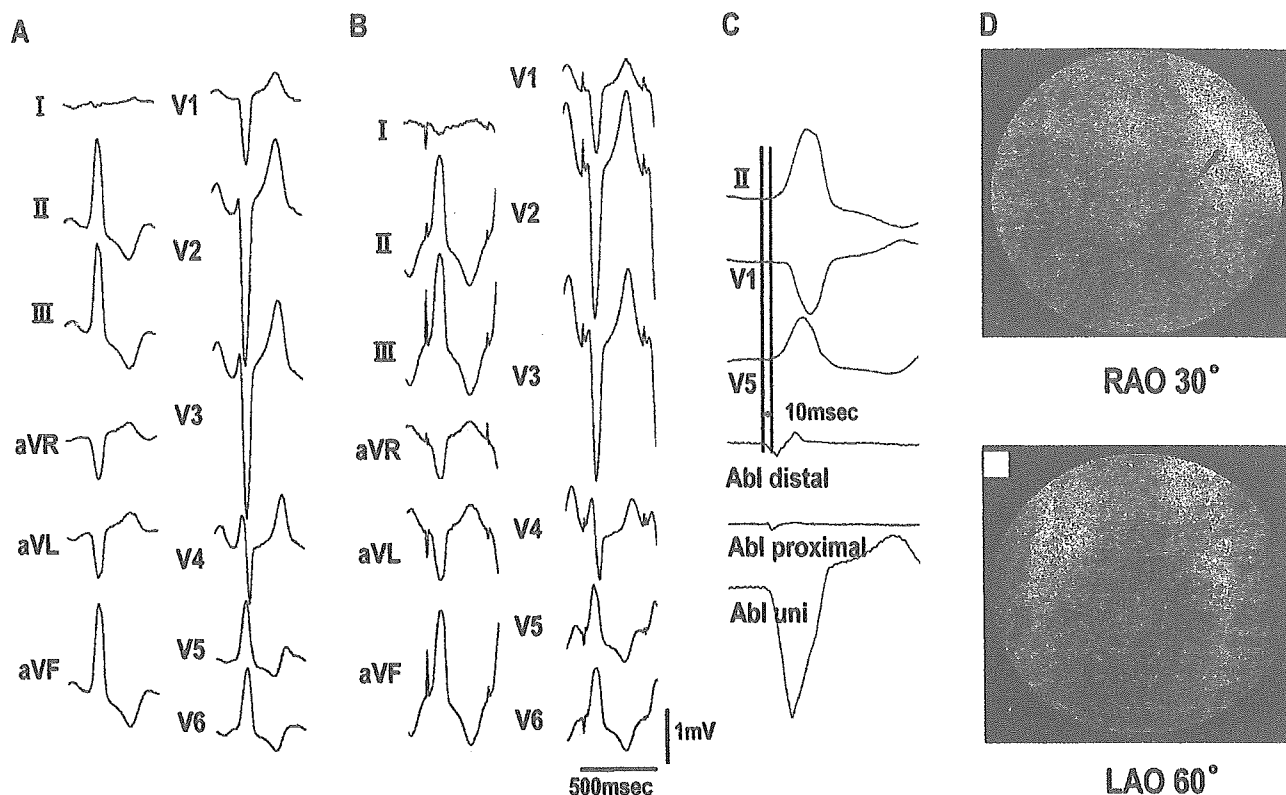 A
I
II
III
aVR
aVL
aVF
V1
V2
V3
V4
V5
V6
B
I
II
III
aVR
aVL
aVF
V1
V2
V3
V4
V5
V6
1mV
500msec
C
II
V1
V5
10msec
Abl distal
Abl proximal
Abl uni
D
RAO 30°
LAO 60°